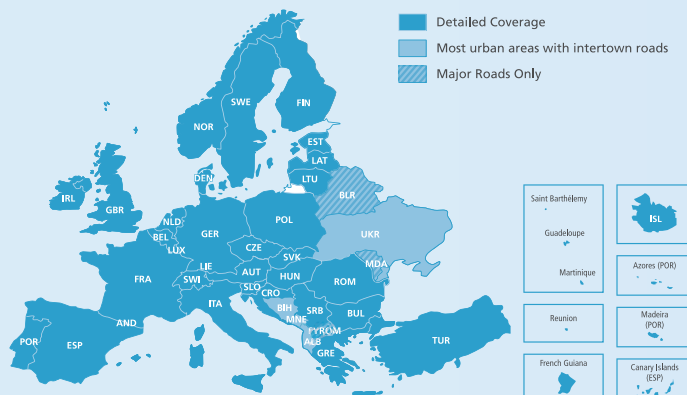 Detailed Coverage
Most urban areas with intertown roads
Major Roads Only
SWE
FIN
NOR
EST
LAT
LTU
DEN
BLR
IRL
GBR
NLD
BEL
LUX
GER
POL
UKR
CZE
SVK
MDA
LIE
AUT
HUN
FRA
SWI
SLO
CRO
ROM
ITA
BIH
SRB
MNE
BUL
AND
FYROM
ALB
GRE
POR
ESP
TUR
Saint Barthélemy
Guadeloupe
Martinique
ISL
Azores (POR)
Reunion
Madeira
(POR)
French Guiana
Canary Islands
(ESP)